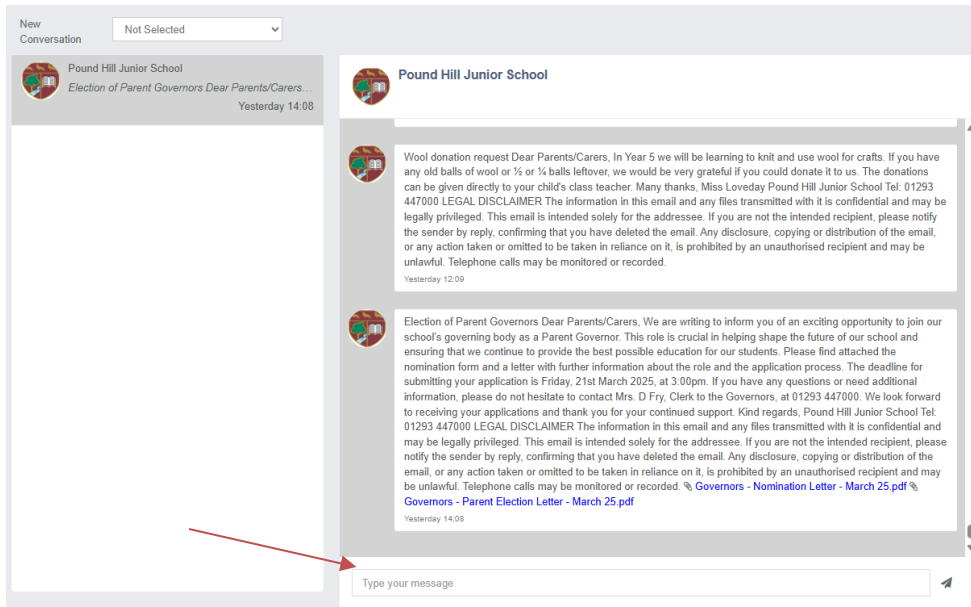 New
Conversation
Not Selected
Pound Hill Junior School
Election of Parent Governors Dear Parents/Carers...
Yesterday 14:08
Pound Hill Junior School
Wool donation request Dear Parents/Carers, In Year 5 we will be learning to knit and use wool for crafts. If you have
any old balls of wool or ½ or ¼ balls leftover, we would be very grateful if you could donate it to us. The donations
can be given directly to your child's class teacher. Many thanks, Miss Loveday Pound Hill Junior School Tel: 01293
447000 LEGAL DISCLAIMER The information in this email and any files transmitted with it is confidential and may be
legally privileged. This email is intended solely for the addressee. If you are not the intended recipient, please notify
the sender by reply, confirming that you have deleted the email. Any disclosure, copying or distribution of the email,
or any action taken or omitted to be taken in reliance on it, is prohibited by an unauthorised recipient and may be
unlawful. Telephone calls may be monitored or recorded.
Yesterday 12:09
Election of Parent Governors Dear Parents/Carers, We are writing to inform you of an exciting opportunity to join our
school's governing body as a Parent Governor. This role is crucial in helping shape the future of our school and
ensuring that we continue to provide the best possible education for our students. Please find attached the
nomination form and a letter with further information about the role and the application process. The deadline for
submitting your application is Friday, 21st March 2025, at 3:00pm. If you have any questions or need additional
information, please do not hesitate to contact Mrs. D Fry, Clerk to the Governors, at 01293 447000. We look forward
to receiving your applications and thank you for your continued support. Kind regards, Pound Hill Junior School Tel:
01293 447000 LEGAL DISCLAIMER The information in this email and any files transmitted with it is confidential and
may be legally privileged. This email is intended solely for the addressee. If you are not the intended recipient, please
notify the sender by reply, confirming that you have deleted the email. Any disclosure, copying or distribution of the
email, or any action taken or omitted to be taken in reliance on it, is prohibited by an unauthorised recipient and may
be unlawful. Telephone calls may be monitored or recorded. Governors - Nomination Letter - March 25.pdf
Governors - Parent Election Letter - March 25.pdf
Yesterday 14:08
Type your message